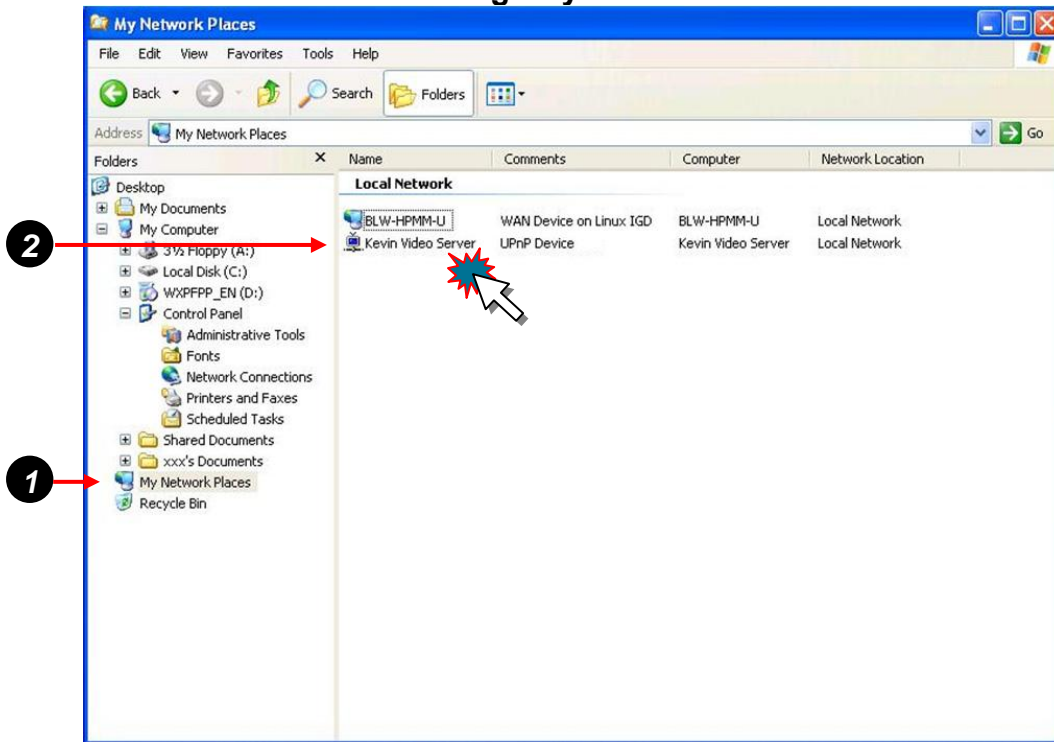 My Network Places
File Edit View Favorites Tools Help
Back Search Folders
Address My Network Places Go
Folders X Name Comments Computer Network Location
Desktop
My Documents
My Computer
3½ Floppy (A:)
Local Disk (C:)
WXPFPP_EN (D:)
Control Panel
Administrative Tools
Fonts
Network Connections
Printers and Faxes
Scheduled Tasks
Shared Documents
xxx's Documents
My Network Places
Recycle Bin
Local Network
BLW-HPMM-U WAN Device on Linux IGD BLW-HPMM-U Local Network
Kevin Video Server UPnP Device Kevin Video Server Local Network
2
1